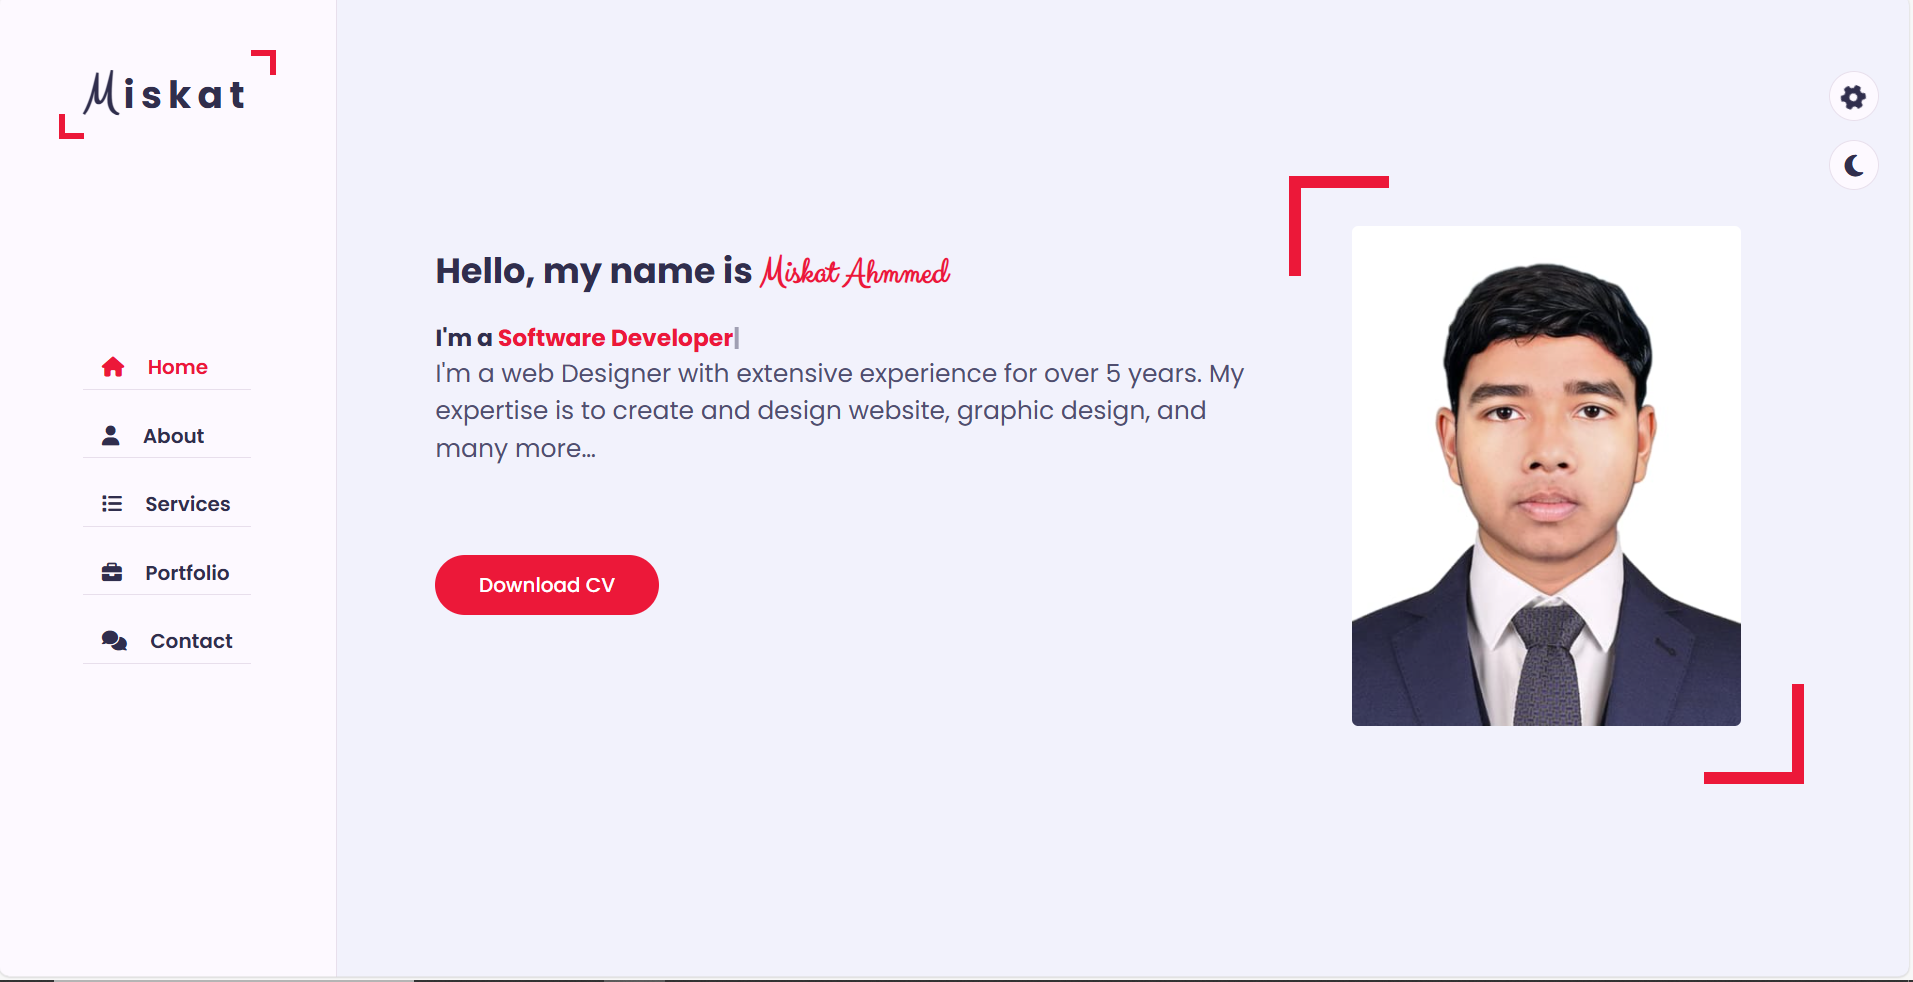 Miskat
Home
About
Services
Portfolio
Contact
Hello, my name is Miskat Ahmmed
I'm a Software Developer|
I'm a web Designer with extensive experience for over 5 years. My
expertise is to create and design website, graphic design, and
many more...
Download CV